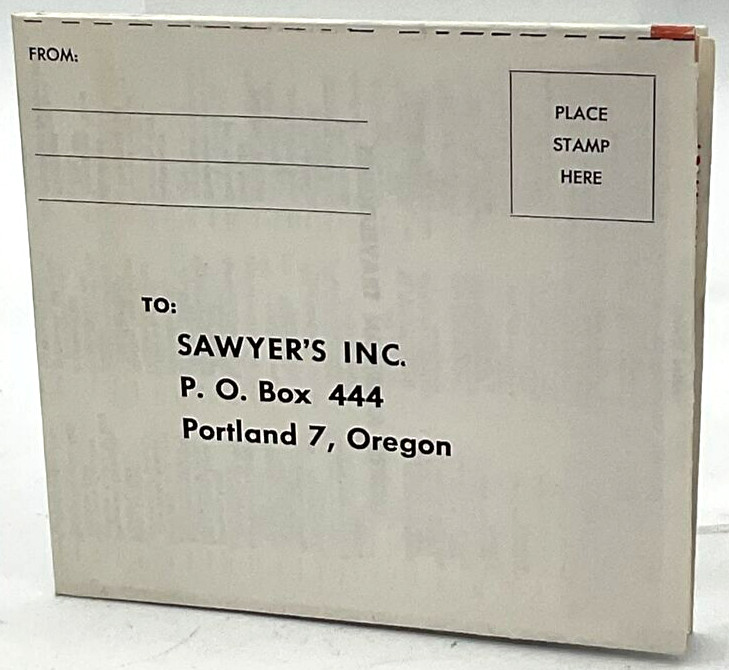 FROM:
PLACE
STAMP
HERE
TO:
SAWYER'S INC.
P. O. Box 444
Portland 7, Oregon